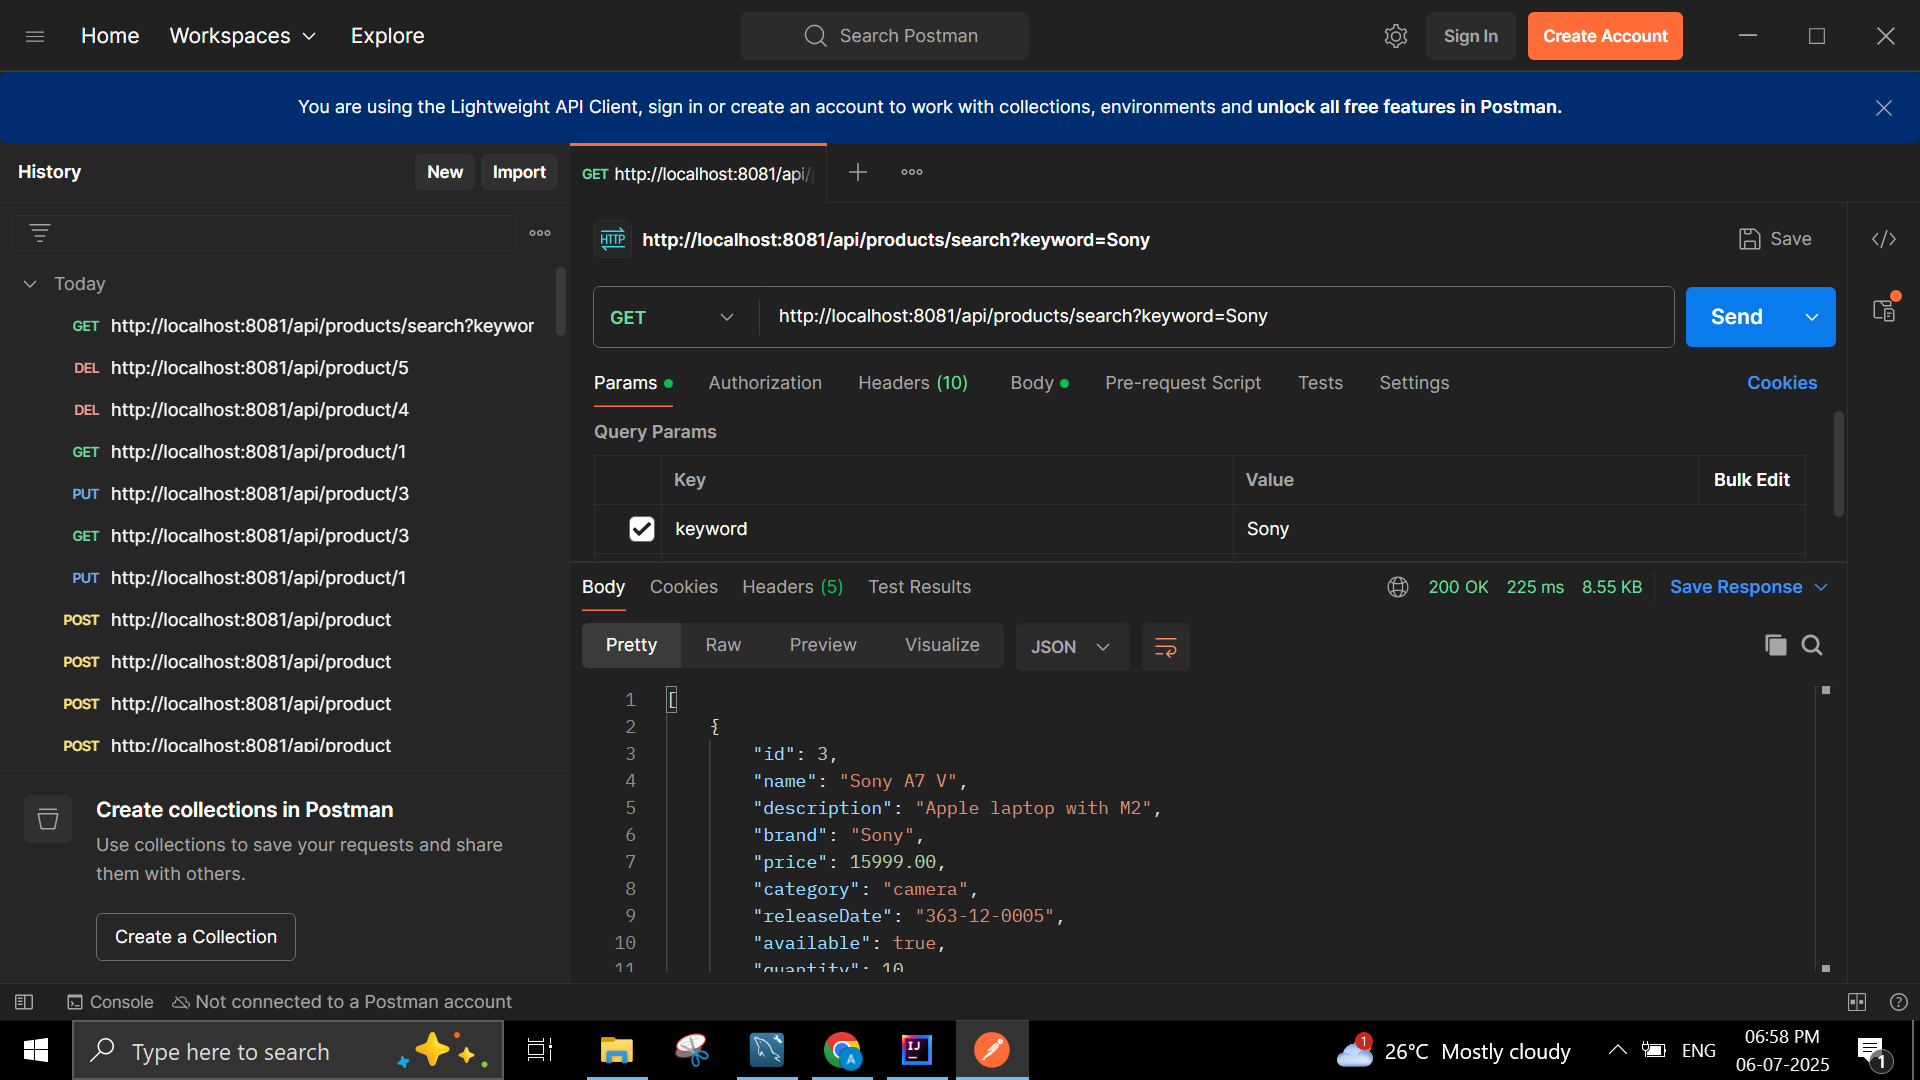 Home Workspaces Explore Search Postman Sign In Create Account
You are using the Lightweight API Client, sign in or create an account to work with collections, environments and unlock all free features in Postman.
History New Import
GET http://localhost:8081/api/
Today
GET http://localhost:8081/api/products/search?keywor
DEL http://localhost:8081/api/product/5
DEL http://localhost:8081/api/product/4
GET http://localhost:8081/api/product/1
PUT http://localhost:8081/api/product/3
GET http://localhost:8081/api/product/3
PUT http://localhost:8081/api/product/1
POST http://localhost:8081/api/product
POST http://localhost:8081/api/product
POST http://localhost:8081/api/product
POST http://localhost:8081/api/product
Create collections in Postman
Use collections to save your requests and share
them with others.
Create a Collection
HTTP http://localhost:8081/api/products/search?keyword=Sony Save
GET http://localhost:8081/api/products/search?keyword=Sony Send
Params Authorization Headers (10) Body Pre-request Script Tests Settings Cookies
Query Params
Key Value Bulk Edit
keyword Sony
Body Cookies Headers (5) Test Results 200 OK 225 ms 8.55 KB Save Response
Pretty Raw Preview Visualize JSON
1 [
2 {
3 "id": 3,
4 "name": "Sony A7 V",
5 "description": "Apple laptop with M2",
6 "brand": "Sony",
7 "price": 15999.00,
8 "category": "camera",
9 "releaseDate": "363-12-0005",
10 "available": true,
11 "quantity": 10
Console Not connected to a Postman account
Type here to search
1 26°C Mostly cloudy ENG 06:58 PM
06-07-2025
1
A
IJ